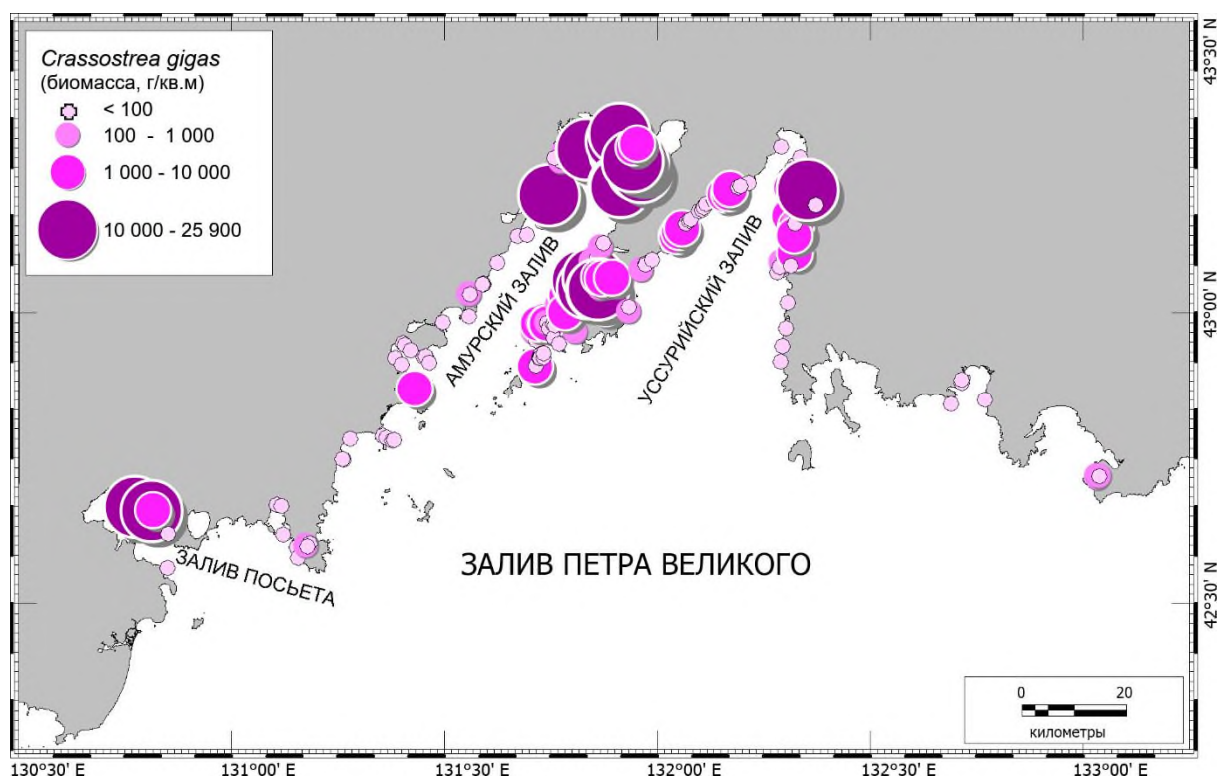 Crassostrea gigas
(биомасса, г/кв.м)
< 100
100 - 1 000
1 000 - 10 000
10 000 - 25 900
43°30' N
43°00' N
42°30' N
АМУРСКИЙ ЗАЛИВ
УССУРИЙСКИЙ ЗАЛИВ
ЗАЛИВ ПОСЬЕТА
ЗАЛИВ ПЕТРА ВЕЛИКОГО
0 20
километры
130°30' E 131°00' E 131°30' E 132°00' E 132°30' E 133°00' E